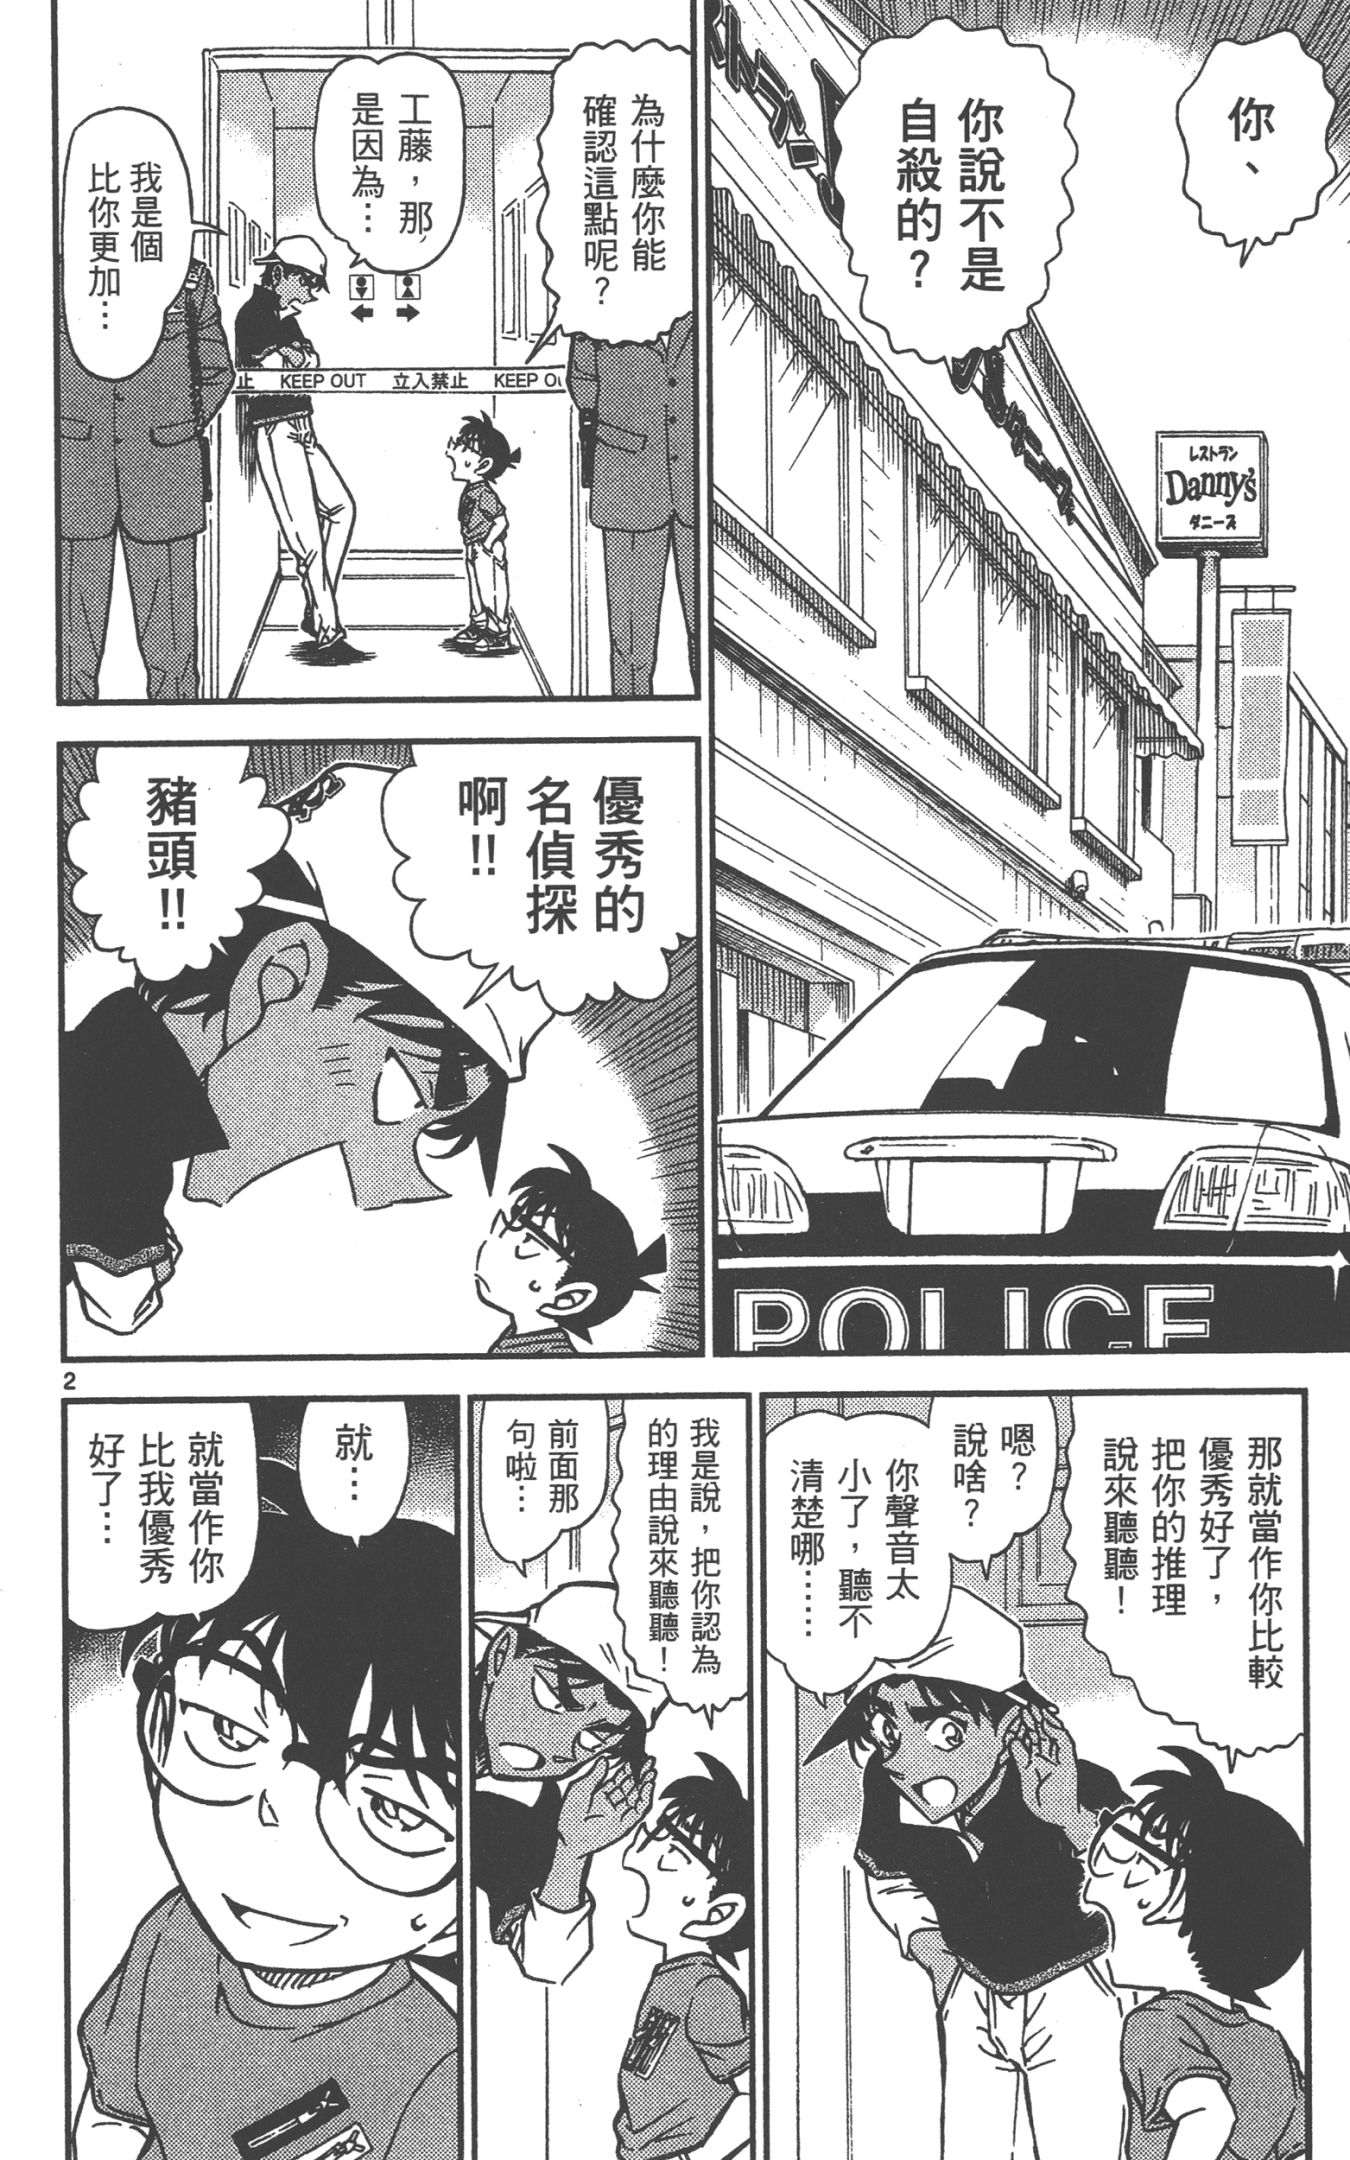 你、
你說不是
自殺的？
レストラン
Danny's
ダニーズ
POLICE
為什麼你能
確認這點呢？
工藤，那
是因為…
我是個
比你更加…
止 KEEP OUT 立入禁止 KEEP OU
優秀的
名偵探
啊!!
豬頭!!
2
那就當作你比較
優秀好了，
把你的推理
說來聽聽！
嗯？
說啥？
你聲音太
小了，聽不
清楚哪……
我是說，把你認為
的理由說來聽聽！
前面那
句啦…
就…
就當作你
比我優秀
好了…